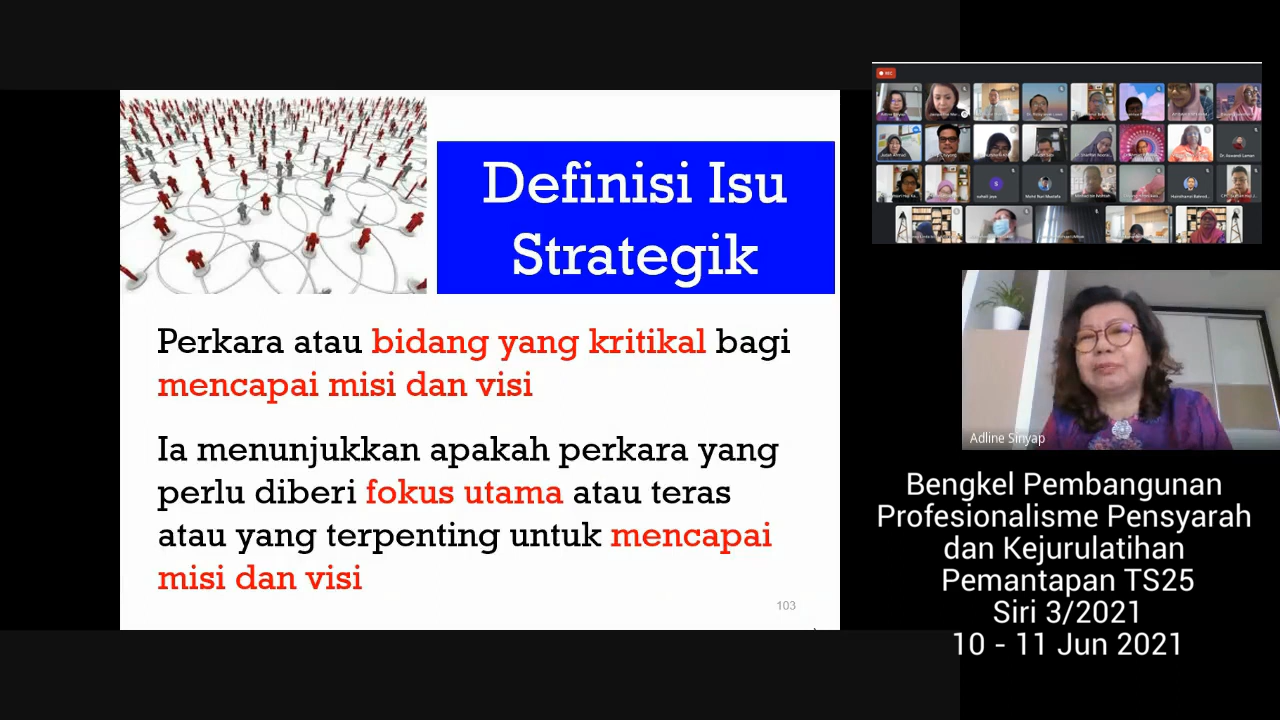 Definisi Isu
Strategik
Perkara atau bidang yang kritikal bagi
mencapai misi dan visi
Ia menunjukkan apakah perkara yang
perlu diberi fokus utama atau teras
atau yang terpenting untuk mencapai
misi dan visi
103
REC
Adline Sinyap
Bengkel Pembangunan
Profesionalisme Pensyarah
dan Kejurulatihan
Pemantapan TS25
Siri 3/2021
10 - 11 Jun 2021